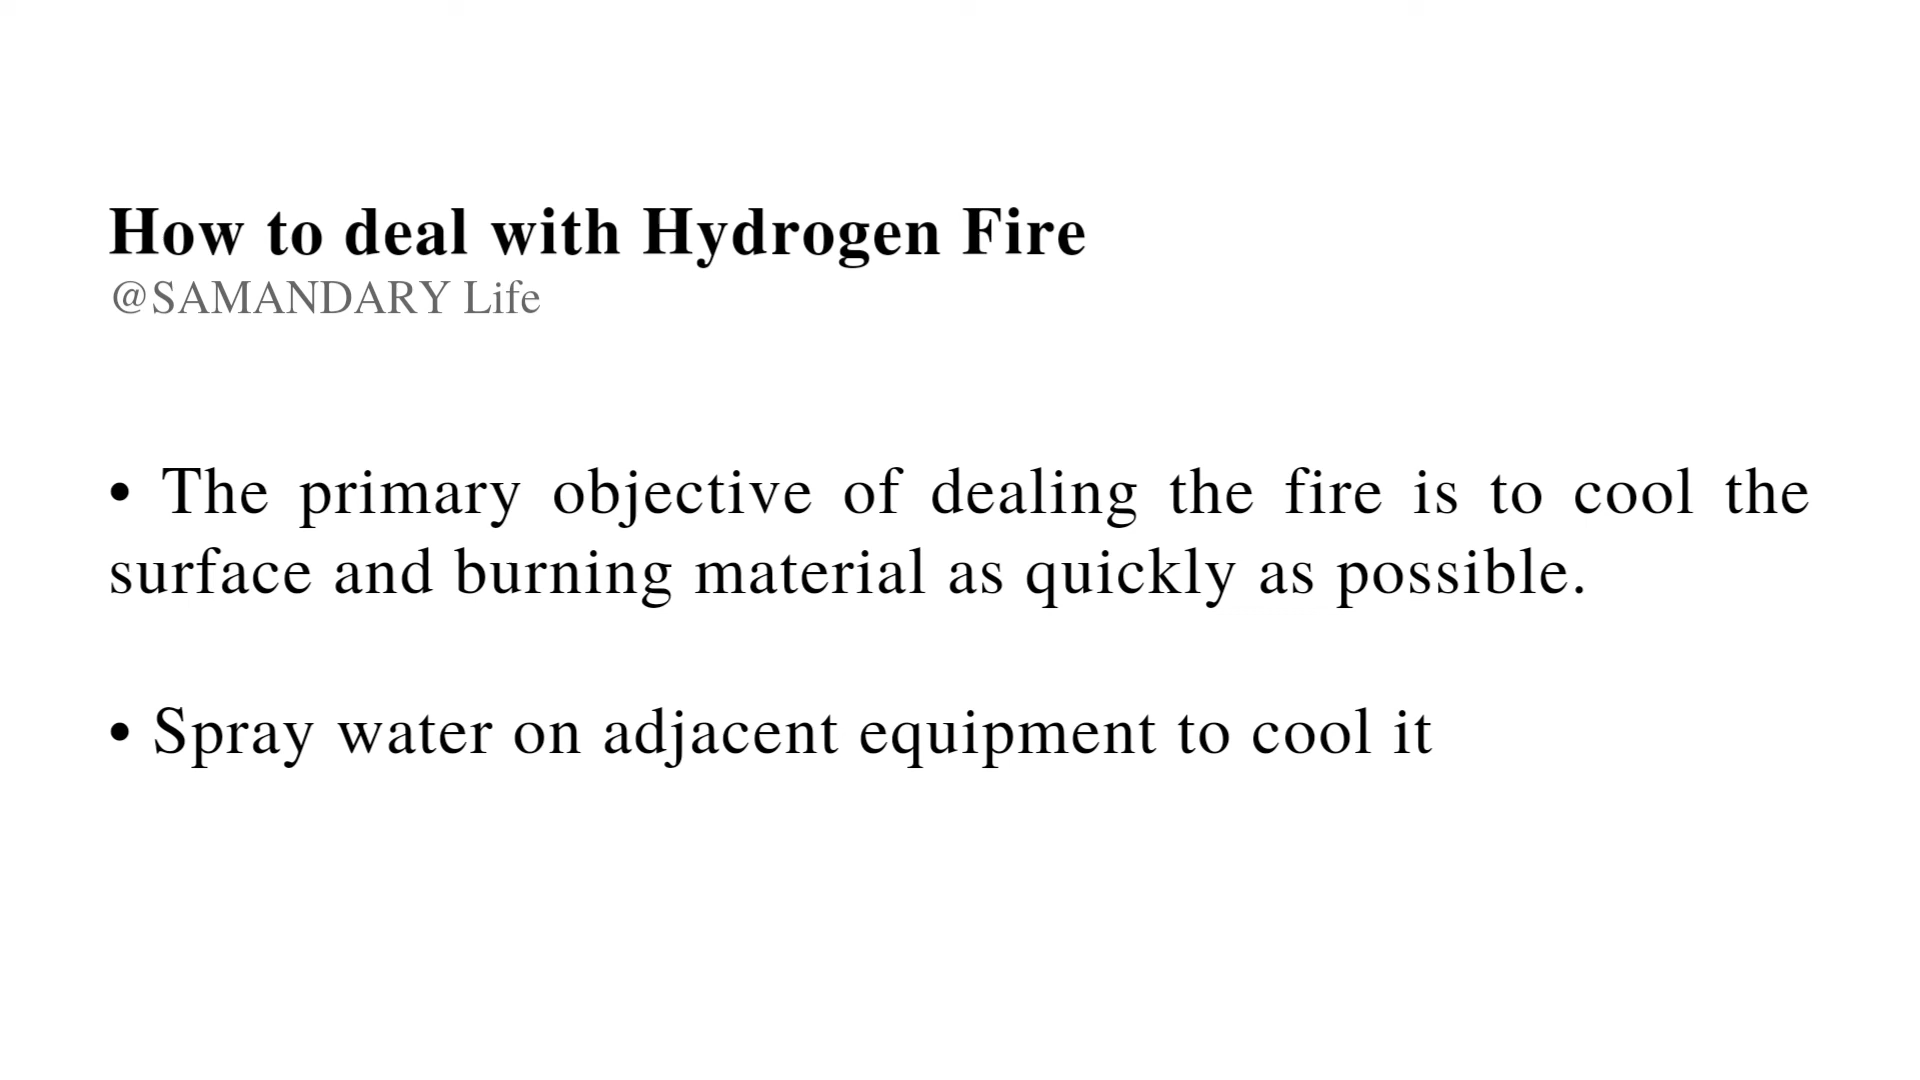 How to deal with Hydrogen Fire
@SAMANDARY Life
• The primary objective of dealing the fire is to cool the
surface and burning material as quickly as possible.
• Spray water on adjacent equipment to cool it